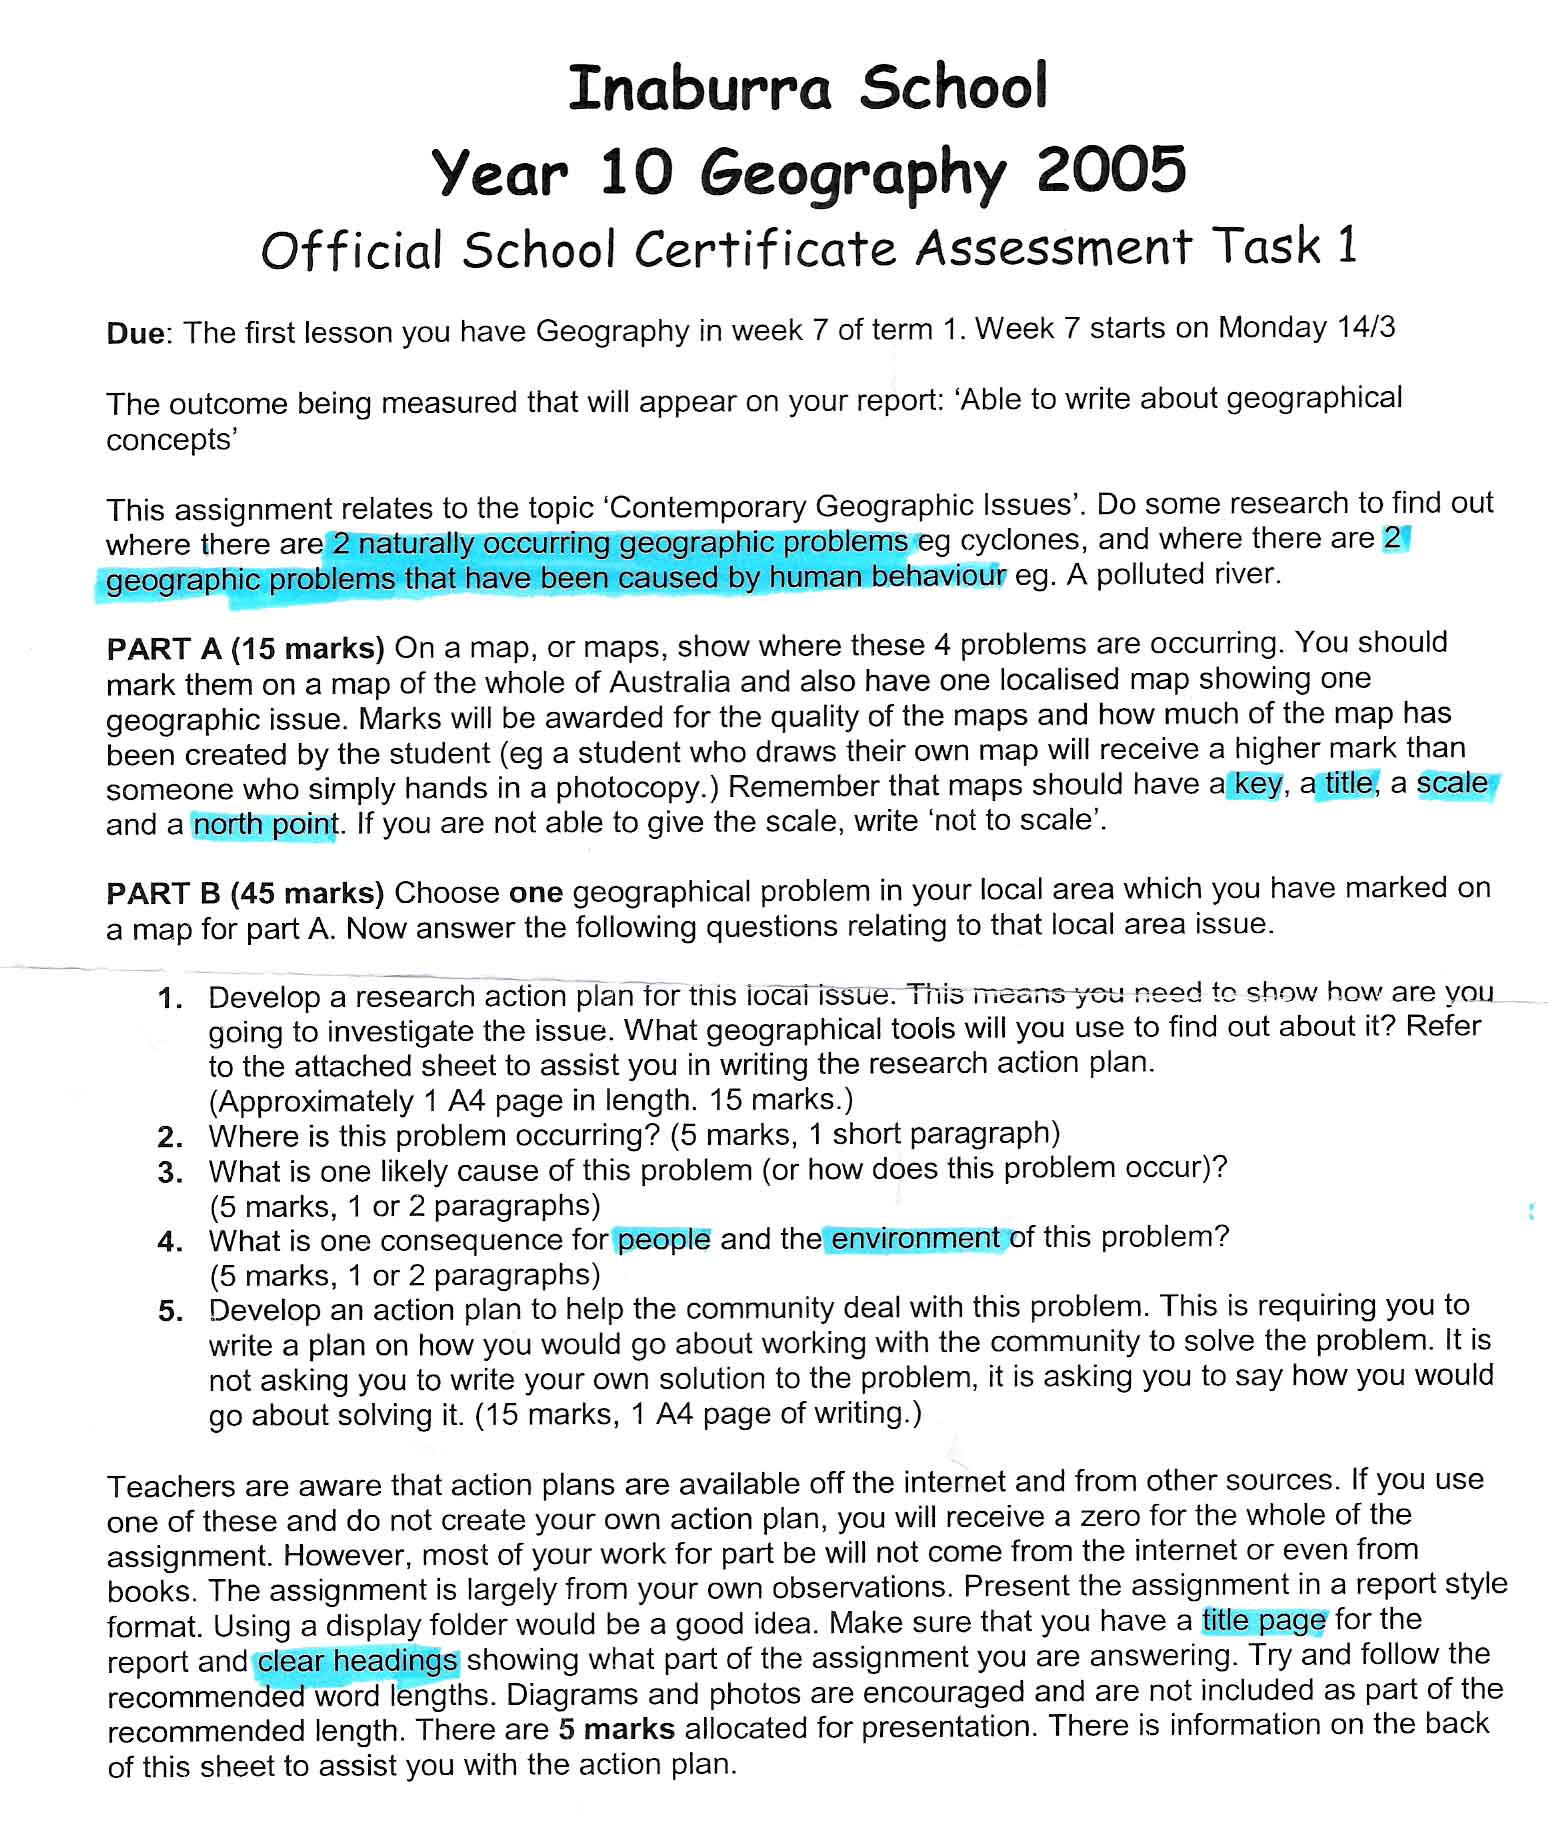 Inaburra School
Year 10 Geography 2005
Official School Certificate Assessment Task 1
Due: The first lesson you have Geography in week 7 of term 1. Week 7 starts on Monday 14/3
The outcome being measured that will appear on your report: ‘Able to write about geographical
concepts’
This assignment relates to the topic ‘Contemporary Geographic Issues’. Do some research to find out
where there are 2 naturally occurring geographic problems eg cyclones, and where there are 2
geographic problems that have been caused by human behaviour eg. A polluted river.
PART A (15 marks) On a map, or maps, show where these 4 problems are occurring. You should
mark them on a map of the whole of Australia and also have one localised map showing one
geographic issue. Marks will be awarded for the quality of the maps and how much of the map has
been created by the student (eg a student who draws their own map will receive a higher mark than
someone who simply hands in a photocopy.) Remember that maps should have a key, a title, a scale
and a north point. If you are not able to give the scale, write ‘not to scale’.
PART B (45 marks) Choose one geographical problem in your local area which you have marked on
a map for part A. Now answer the following questions relating to that local area issue.
1. Develop a research action plan for this local issue. This means you need to show how are you
going to investigate the issue. What geographical tools will you use to find out about it? Refer
to the attached sheet to assist you in writing the research action plan.
(Approximately 1 A4 page in length. 15 marks.)
2. Where is this problem occurring? (5 marks, 1 short paragraph)
3. What is one likely cause of this problem (or how does this problem occur)?
(5 marks, 1 or 2 paragraphs)
4. What is one consequence for people and the environment of this problem?
(5 marks, 1 or 2 paragraphs)
5. Develop an action plan to help the community deal with this problem. This is requiring you to
write a plan on how you would go about working with the community to solve the problem. It is
not asking you to write your own solution to the problem, it is asking you to say how you would
go about solving it. (15 marks, 1 A4 page of writing.)
Teachers are aware that action plans are available off the internet and from other sources. If you use
one of these and do not create your own action plan, you will receive a zero for the whole of the
assignment. However, most of your work for part be will not come from the internet or even from
books. The assignment is largely from your own observations. Present the assignment in a report style
format. Using a display folder would be a good idea. Make sure that you have a title page for the
report and clear headings showing what part of the assignment you are answering. Try and follow the
recommended word lengths. Diagrams and photos are encouraged and are not included as part of the
recommended length. There are 5 marks allocated for presentation. There is information on the back
of this sheet to assist you with the action plan.